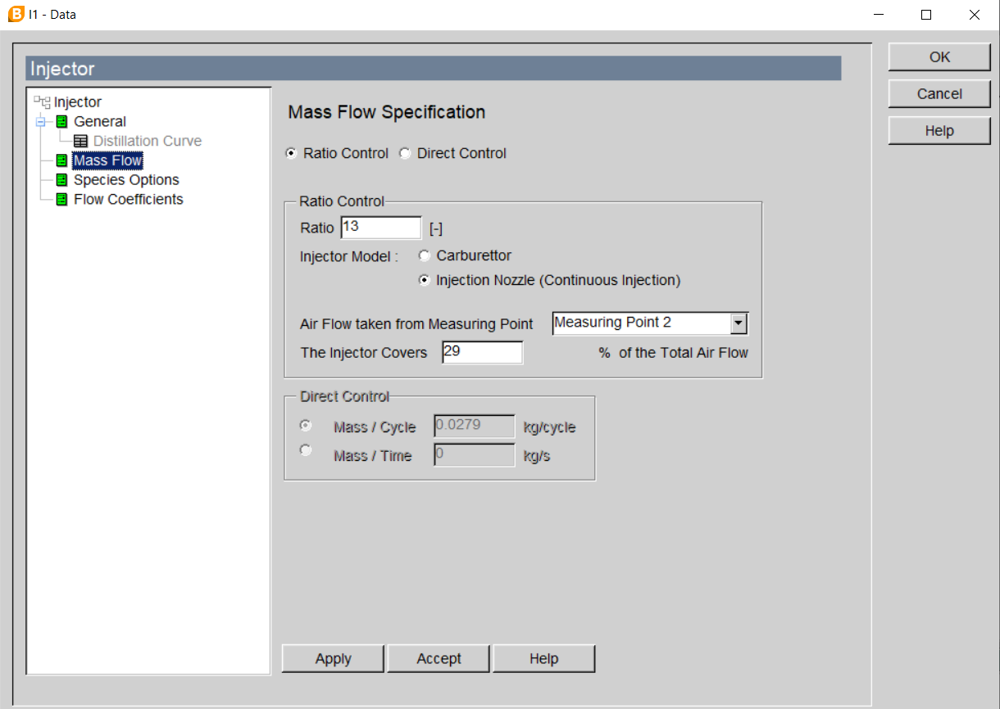 I1 - Data
Injector
OK
Cancel
Help
Injector
General
Distillation Curve
Mass Flow
Species Options
Flow Coefficients
Mass Flow Specification
Ratio Control Direct Control
Ratio Control
Ratio 13 [-]
Injector Model : Carburettor
Injection Nozzle (Continuous Injection)
Air Flow taken from Measuring Point Measuring Point 2
The Injector Covers 29 % of the Total Air Flow
Direct Control
Mass / Cycle 0.0279 kg/cycle
Mass / Time 0 kg/s
Apply Accept Help